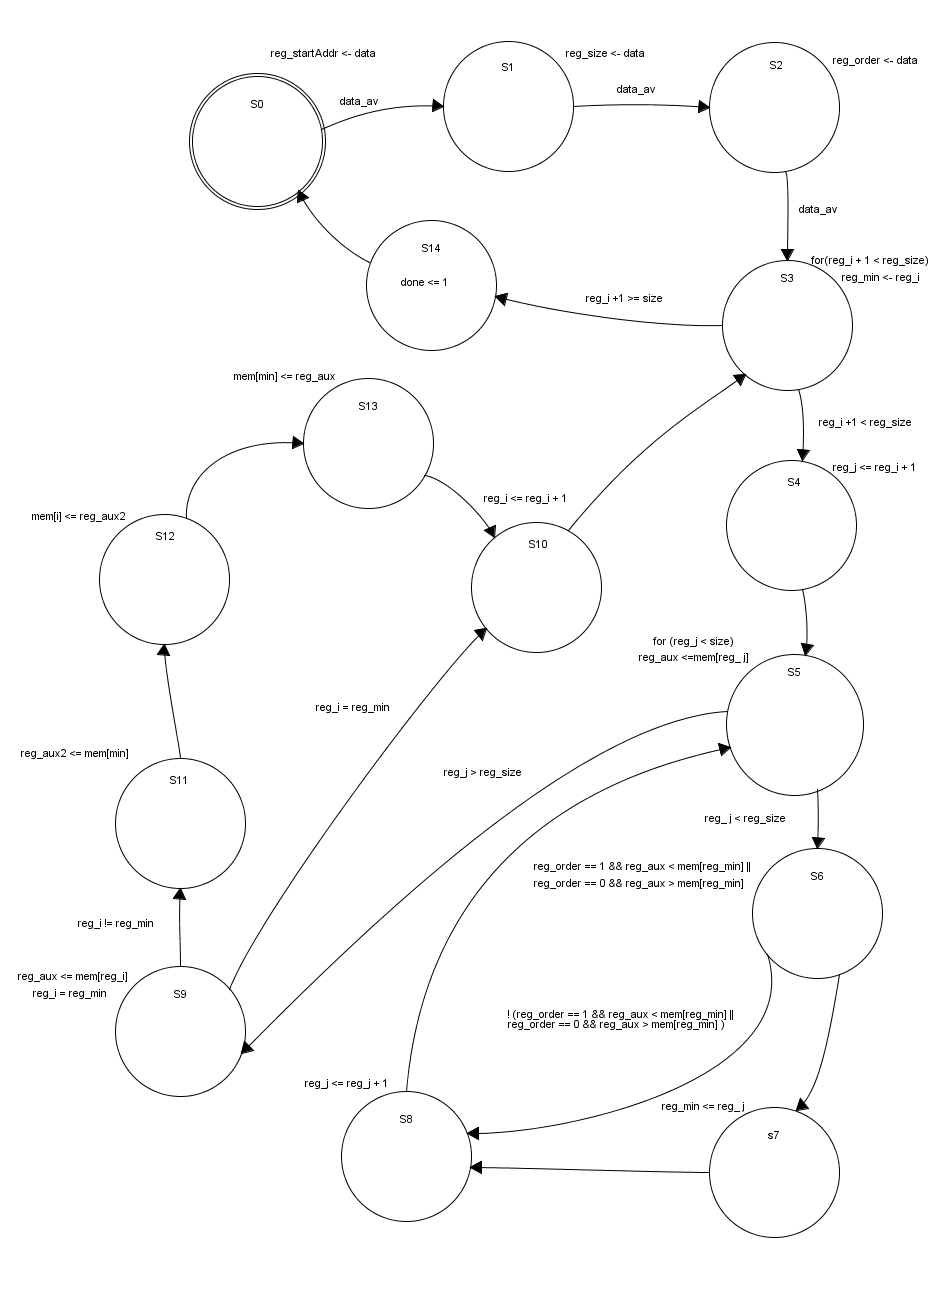 reg_startAddr <- data
S0
data_av
S1
reg_size <- data
data_av
S2
reg_order <- data
data_av
for(reg_i + 1 < reg_size)
reg_min <- reg_i
S3
S14
done <= 1
reg_i +1 >= size
reg_i +1 < reg_size
mem[min] <= reg_aux
S13
reg_j <= reg_i + 1
S4
reg_i <= reg_i + 1
S10
mem[i] <= reg_aux2
S12
for (reg_j < size)
reg_aux <=mem[reg_ j]
S5
reg_i = reg_min
reg_aux2 <= mem[min]
S11
reg_j > reg_size
reg_ j < reg_size
reg_order == 1 && reg_aux < mem[reg_min] ||
reg_order == 0 && reg_aux > mem[reg_min]
S6
reg_i != reg_min
reg_aux <= mem[reg_i]
reg_i = reg_min
S9
! (reg_order == 1 && reg_aux < mem[reg_min] ||
reg_order == 0 && reg_aux > mem[reg_min] )
reg_j <= reg_j + 1
S8
reg_min <= reg_ j
s7